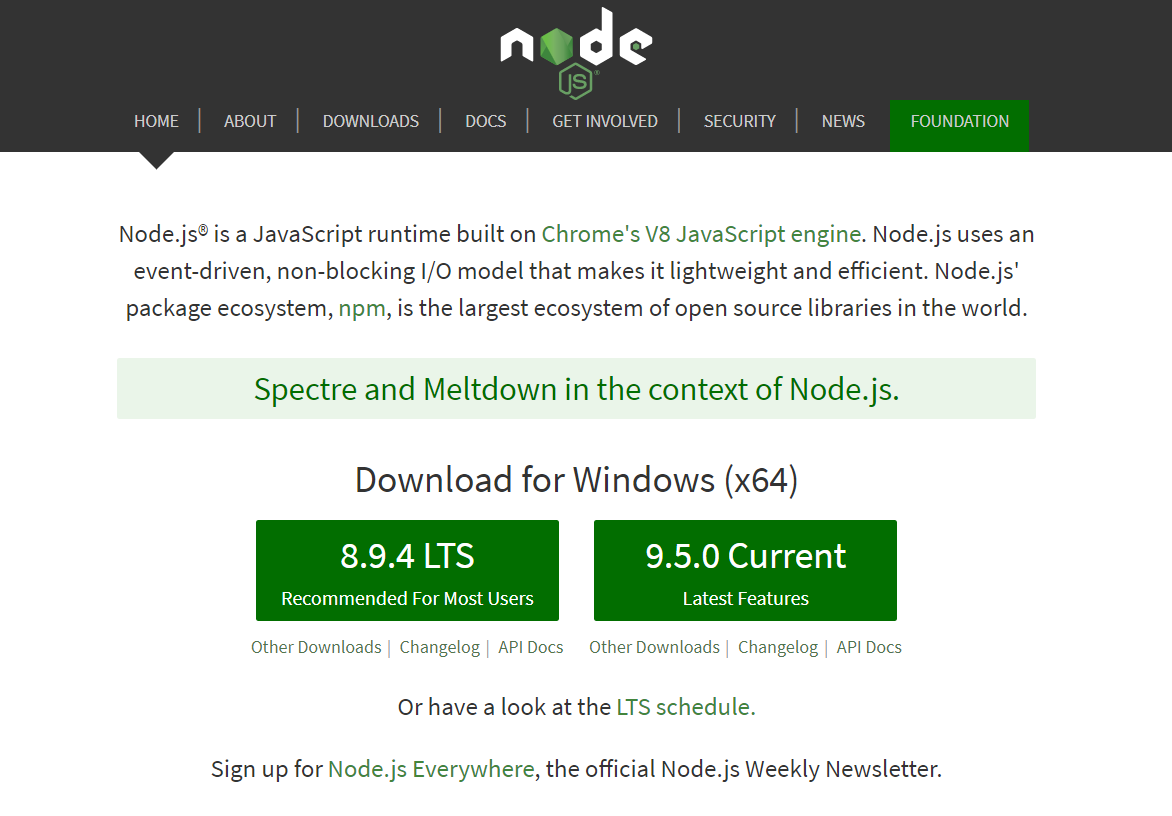 node
JS®
HOME | ABOUT | DOWNLOADS | DOCS | GET INVOLVED | SECURITY | NEWS FOUNDATION
Node.js® is a JavaScript runtime built on Chrome's V8 JavaScript engine. Node.js uses an
event-driven, non-blocking I/O model that makes it lightweight and efficient. Node.js'
package ecosystem, npm, is the largest ecosystem of open source libraries in the world.
Spectre and Meltdown in the context of Node.js.
Download for Windows (x64)
8.9.4 LTS
Recommended For Most Users
9.5.0 Current
Latest Features
Other Downloads | Changelog | API Docs
Other Downloads | Changelog | API Docs
Or have a look at the LTS schedule.
Sign up for Node.js Everywhere, the official Node.js Weekly Newsletter.